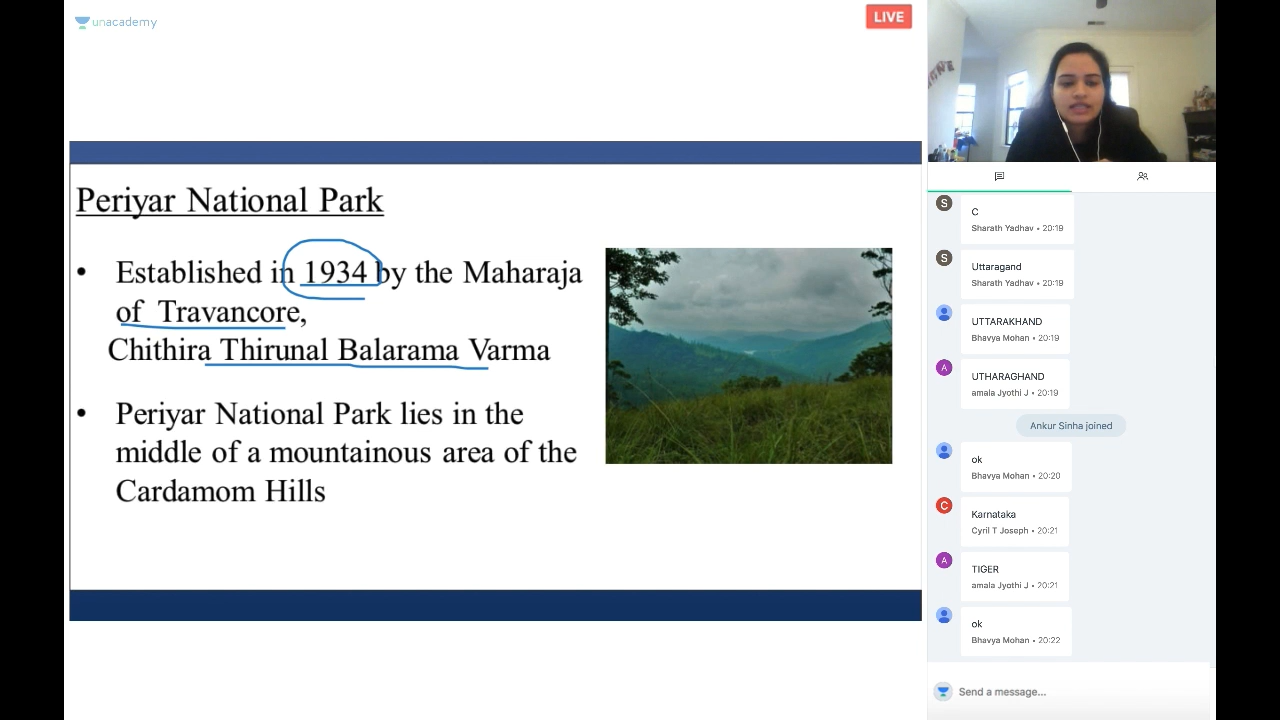 unacademy
LIVE
Periyar National Park
• Established in 1934 by the Maharaja
of Travancore,
Chithira Thirunal Balarama Varma
• Periyar National Park lies in the
middle of a mountainous area of the
Cardamom Hills
S
C
Sharath Yadhav • 20:19
S
Uttaragand
Sharath Yadhav • 20:19
UTTARAKHAND
Bhavya Mohan • 20:19
A
UTHARAGHAND
amala Jyothi J • 20:19
Ankur Sinha joined
ok
Bhavya Mohan • 20:20
C
Karnataka
Cyril T Joseph • 20:21
A
TIGER
amala Jyothi J • 20:21
ok
Bhavya Mohan • 20:22
Send a message...